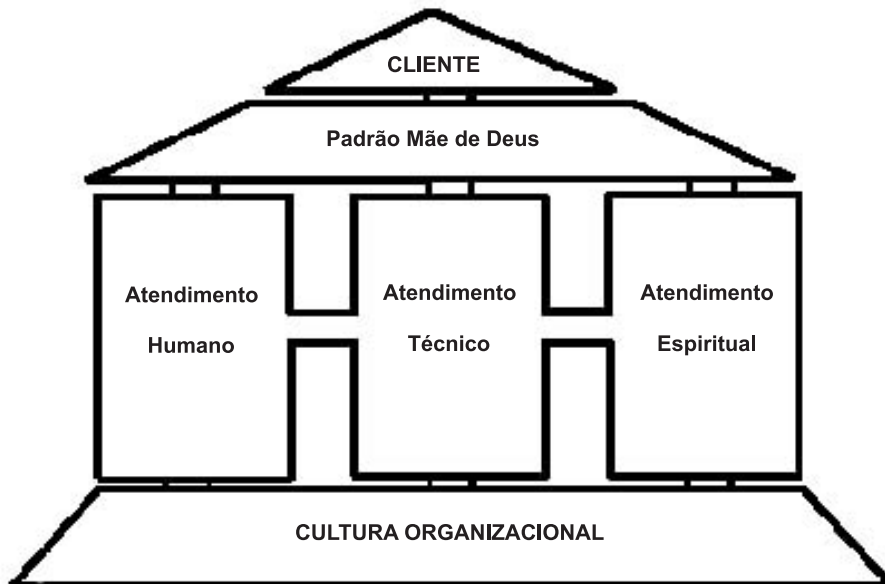 CLIENTE
Padrão Mãe de Deus
Atendimento
Humano
Atendimento
Técnico
Atendimento
Espiritual
CULTURA ORGANIZACIONAL